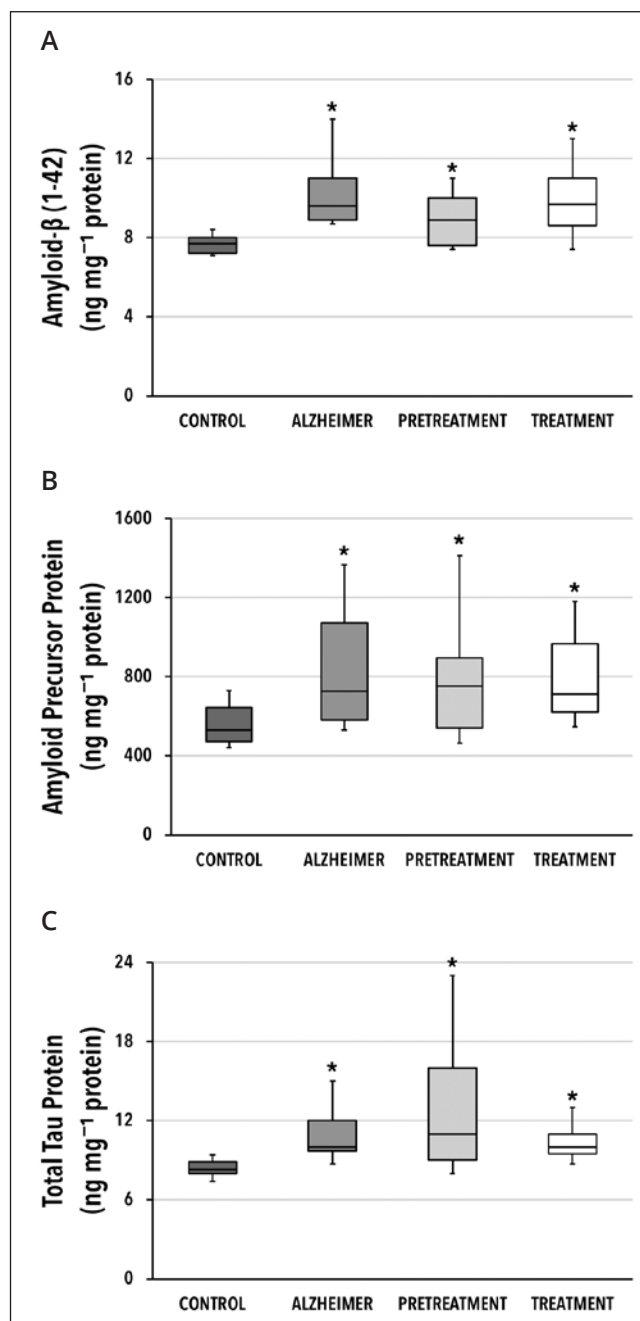 A
Amyloid-β (1-42)
(ng mg⁻¹ protein)
16
12
8
4
0
*
*
*
CONTROL
ALZHEIMER
PRETREATMENT
TREATMENT
B
Amyloid Precursor Protein
(ng mg⁻¹ protein)
1600
1200
800
400
0
*
*
*
CONTROL
ALZHEIMER
PRETREATMENT
TREATMENT
C
Total Tau Protein
(ng mg⁻¹ protein)
24
18
12
6
0
*
*
*
CONTROL
ALZHEIMER
PRETREATMENT
TREATMENT